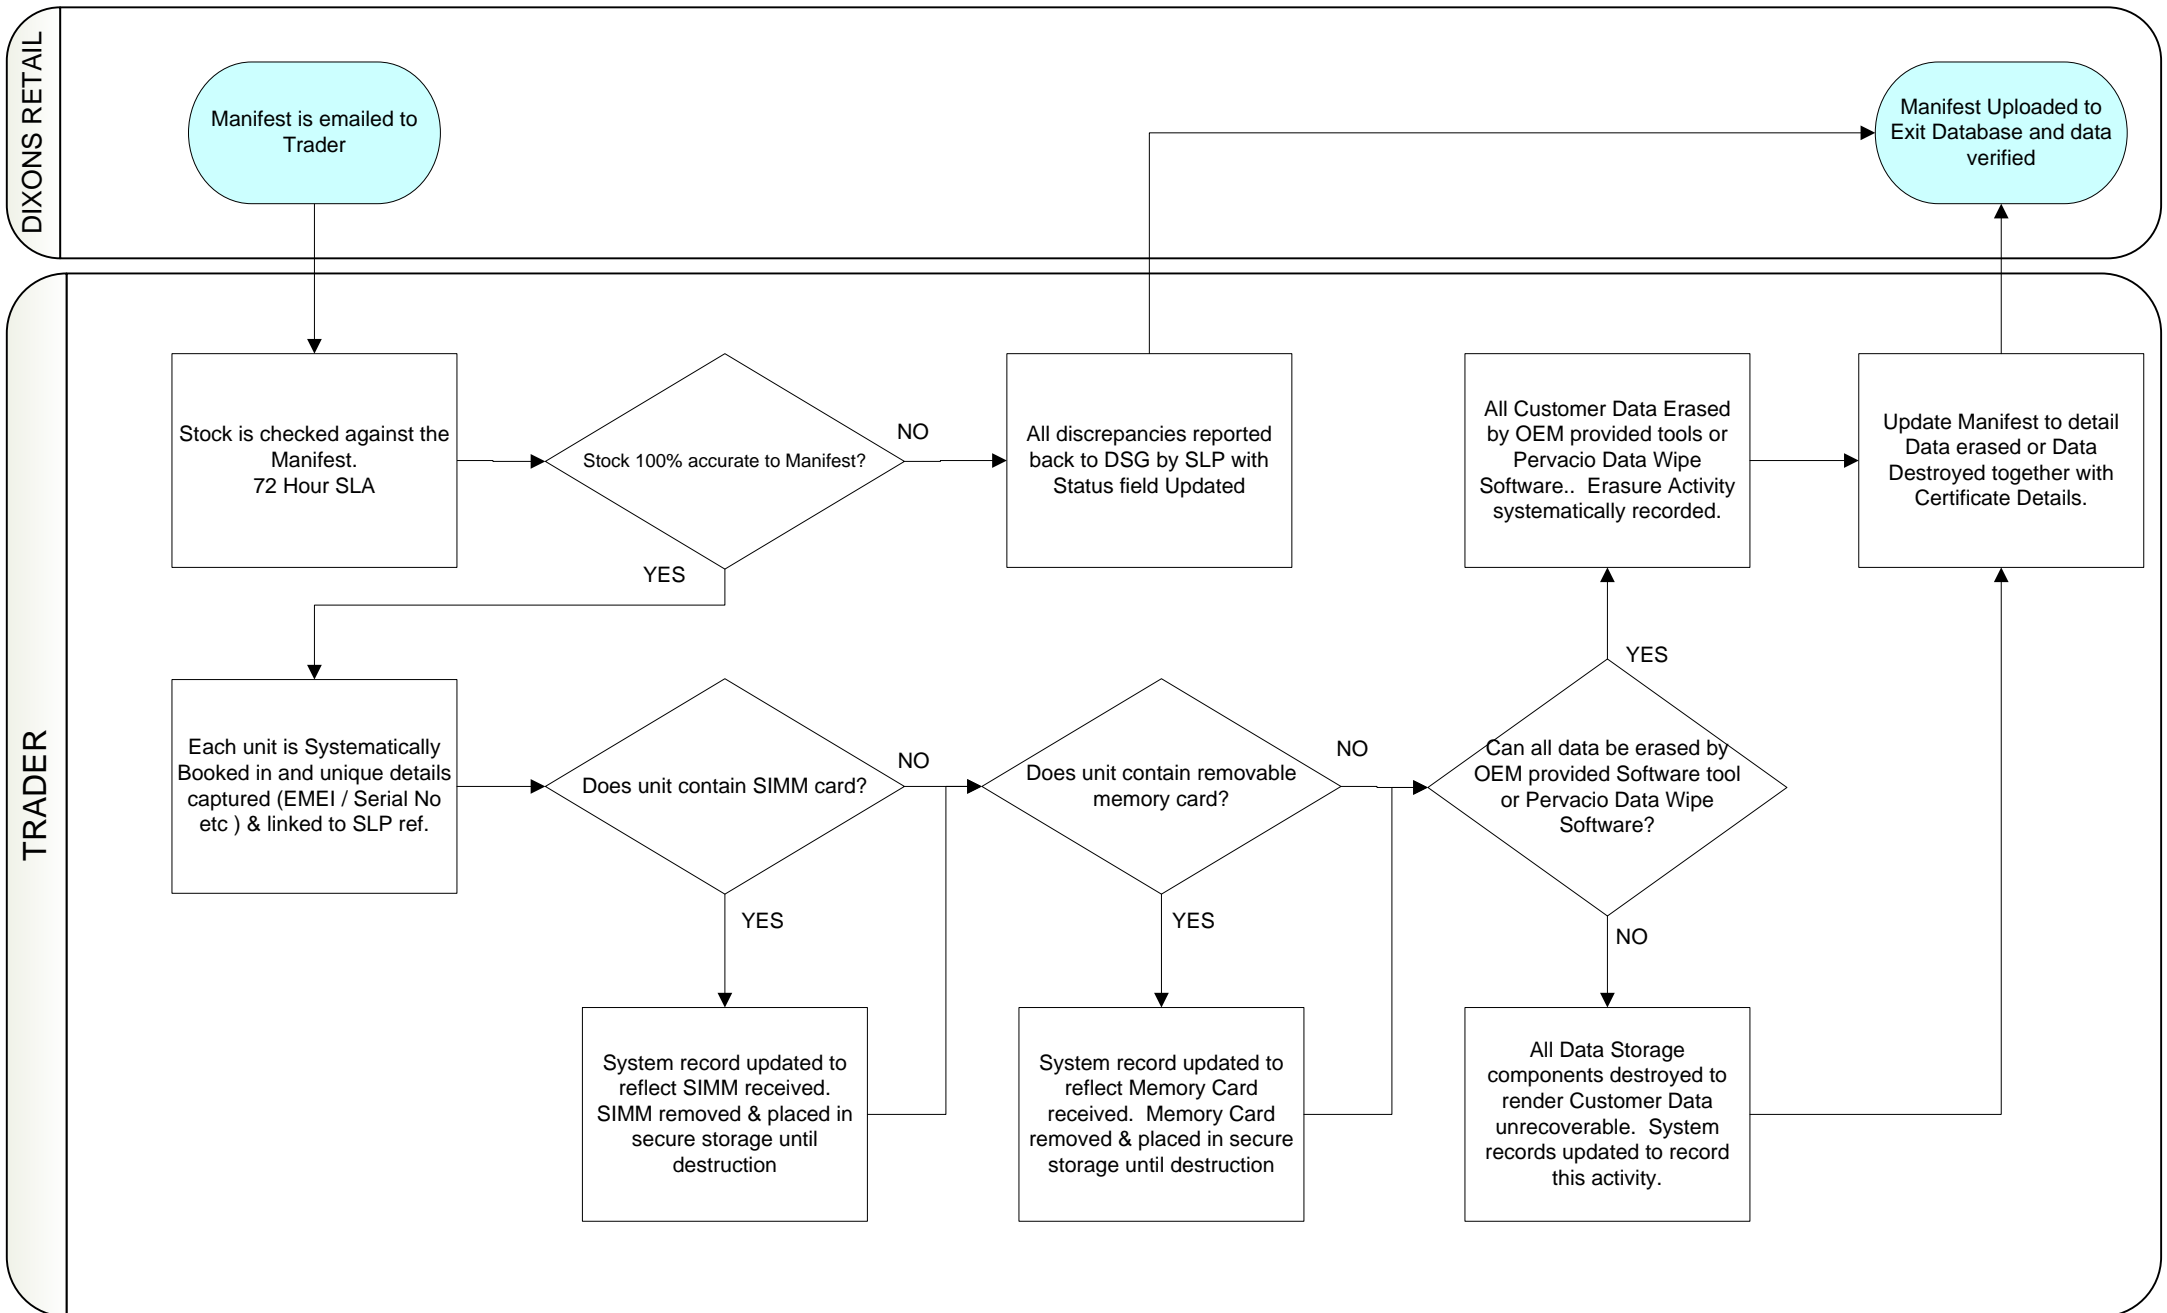 DIXONS RETAIL
Manifest is emailed to
Trader
Manifest Uploaded to
Exit Database and data
verified
TRADER
Stock is checked against the
Manifest.
72 Hour SLA
Stock 100% accurate to Manifest?
NO
YES
All discrepancies reported
back to DSG by SLP with
Status field Updated
All Customer Data Erased
by OEM provided tools or
Pervacio Data Wipe
Software..  Erasure Activity
systematically recorded.
Update Manifest to detail
Data erased or Data
Destroyed together with
Certificate Details.
Each unit is Systematically
Booked in and unique details
captured (EMEI / Serial No
etc ) & linked to SLP ref.
Does unit contain SIMM card?
NO
YES
Does unit contain removable
memory card?
NO
YES
Can all data be erased by
OEM provided Software tool
or Pervacio Data Wipe
Software?
YES
NO
System record updated to
reflect SIMM received.
SIMM removed & placed in
secure storage until
destruction
System record updated to
reflect Memory Card
received.  Memory Card
removed & placed in secure
storage until destruction
All Data Storage
components destroyed to
render Customer Data
unrecoverable.  System
records updated to record
this activity.